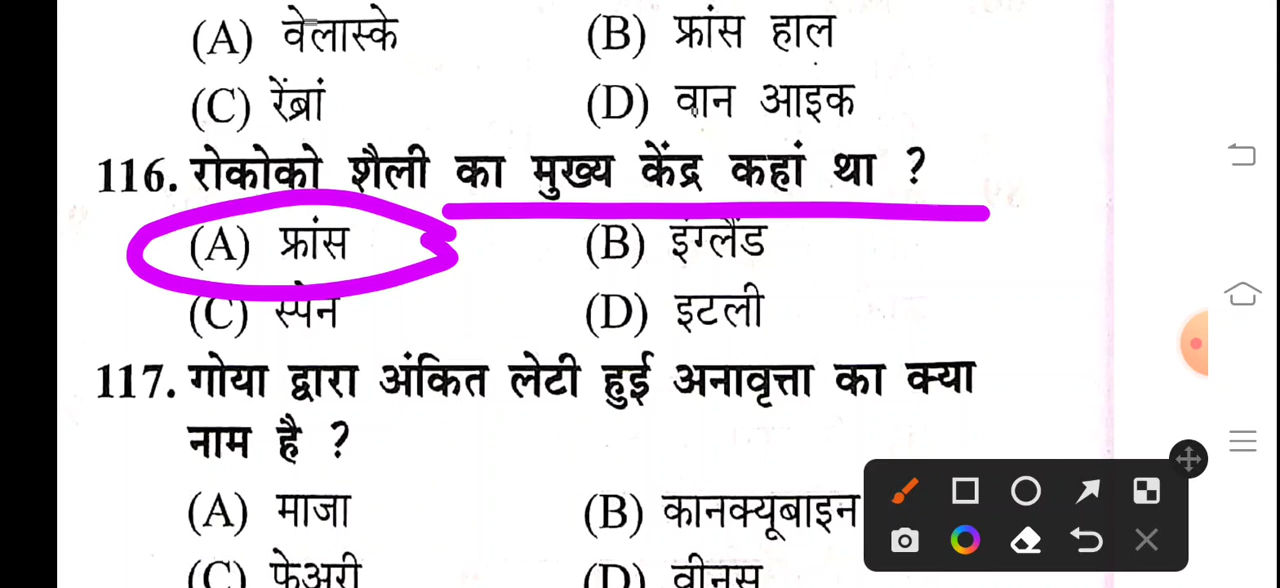 (A) वेलास्के (B) फ्रांस हाल
(C) रेंब्रां (D) वान आइक
116. रोकोको शैली का मुख्य केंद्र कहां था ?
(A) फ्रांस (B) इंग्लैंड
(C) स्पेन (D) इटली
117. गोया द्वारा अंकित लेटी हुई अनावृत्ता का क्या
नाम है ?
(A) माजा (B) कानक्यूबाइन
(C) फेअरी (D) वीनस